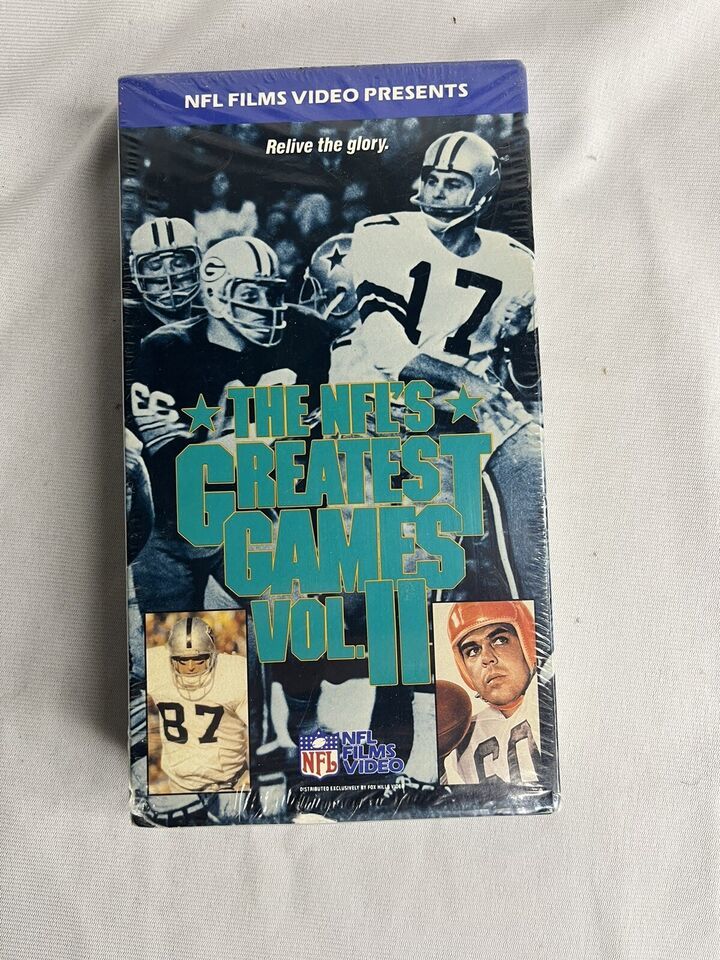 NFL FILMS VIDEO PRESENTS
Relive the glory.
17
17
G
66
THE NFL'S
GREATEST
GAMES
VOL. II
87
60
NFL
NFL
FILMS
VIDEO
DISTRIBUTED EXCLUSIVELY BY FOX HILLS VIDEO